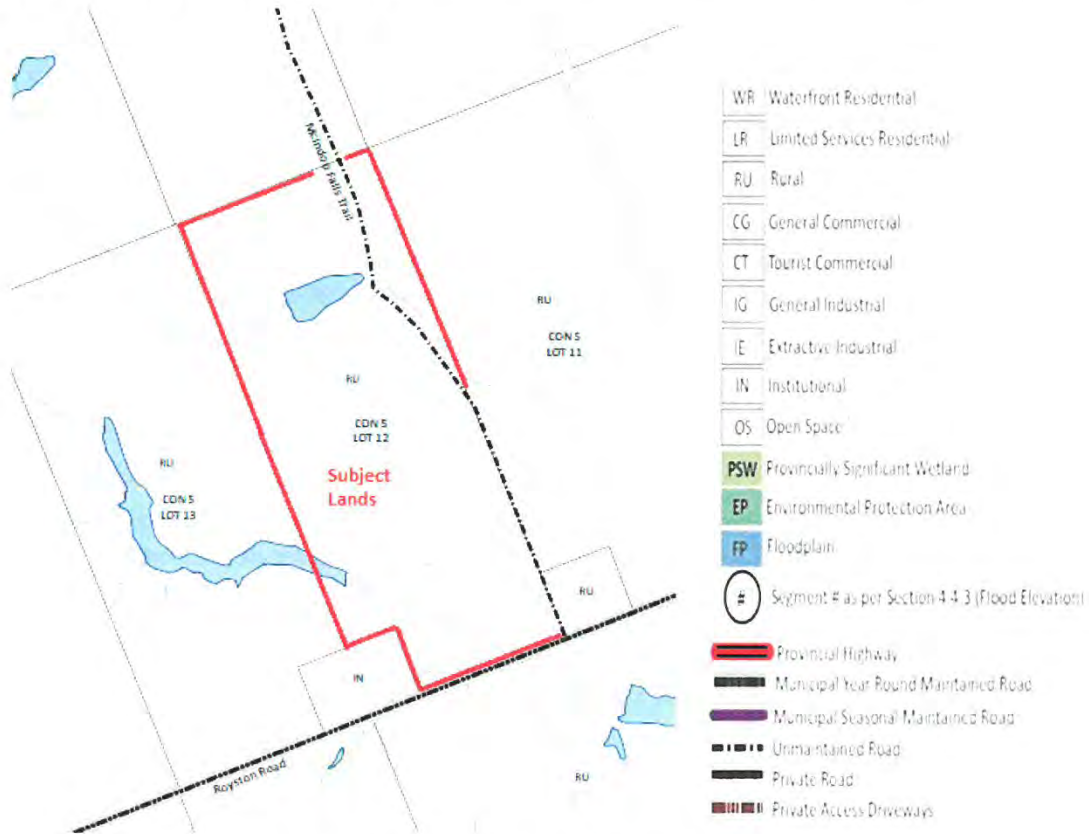 McIndoo Falls Trail
RU
CON 5
LOT 11
RU
CON 5
LOT 12
Subject
Lands
RU
CON 5
LOT 13
RU
IN
Royston Road
RU
WR Waterfront Residential
LR Limited Services Residential
RU Rural
CG General Commercial
CT Tourist Commercial
IG General Industrial
IE Extractive Industrial
IN Institutional
OS Open Space
PSW Provincially Significant Wetland
EP Environmental Protection Area
FP Floodplain
# Segment # as per Section 4.4.3 (Flood Elevation)
Provincial Highway
Municipal Year Round Maintained Road
Municipal Seasonal Maintained Road
Unmaintained Road
Private Road
Private Access Driveways